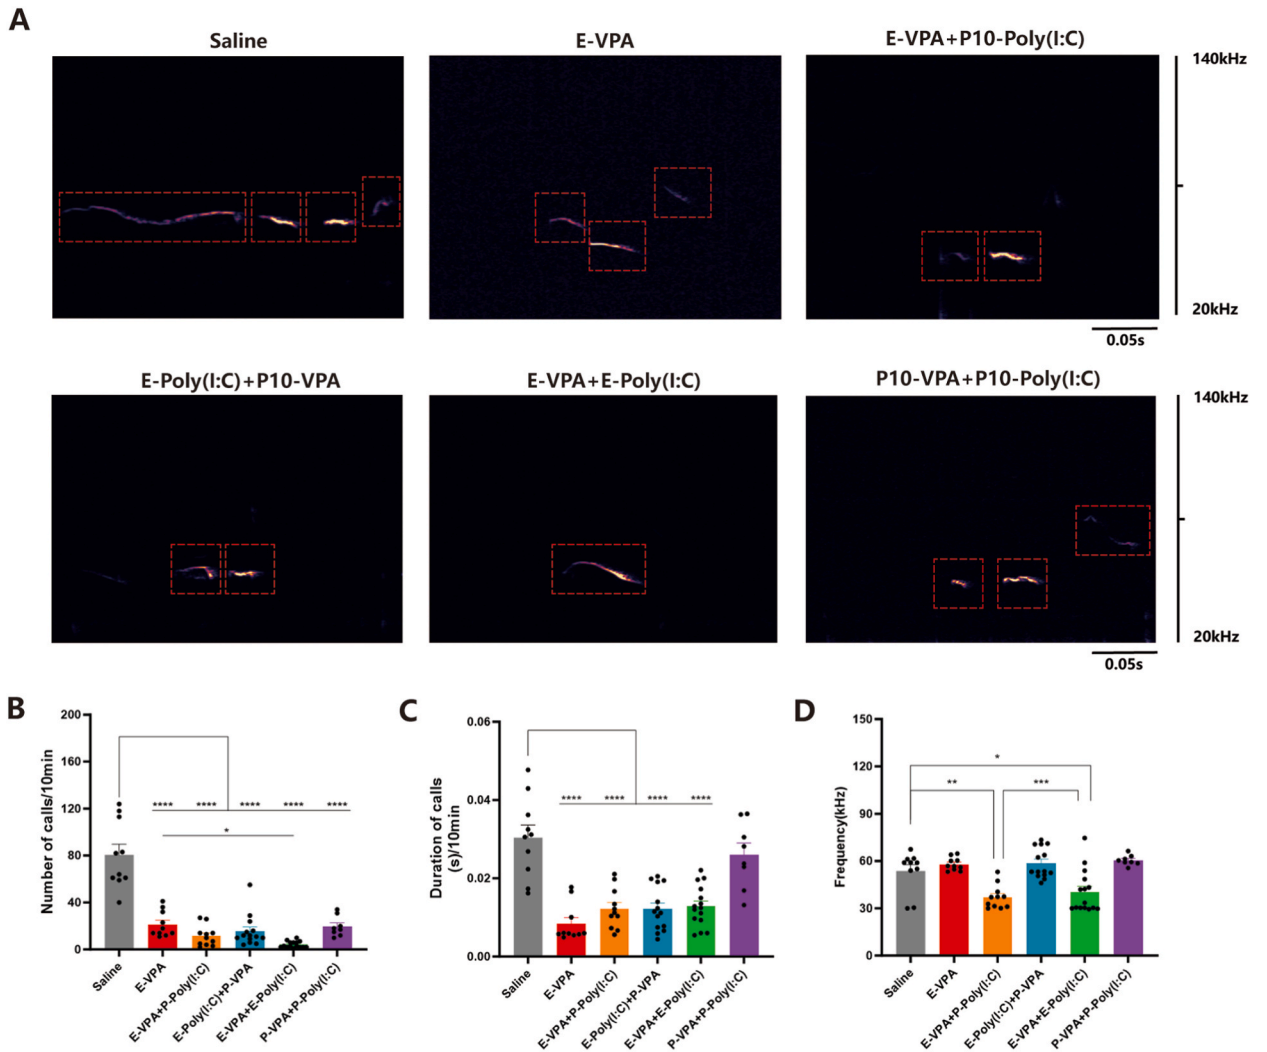 A
Saline
E-VPA
E-VPA+P10-Poly(I:C)
140kHz
20kHz
0.05s
E-Poly(I:C)+P10-VPA
E-VPA+E-Poly(I:C)
P10-VPA+P10-Poly(I:C)
140kHz
20kHz
0.05s
B
Number of calls/10min
200
160
120
80
40
0
**** **** **** **** ****
*
Saline
E-VPA
E-VPA+P-Poly(I:C)
E-Poly(I:C)+P-VPA
E-VPA+E-Poly(I:C)
P-VPA+P-Poly(I:C)
C
Duration of calls
(s)/10min
0.06
0.04
0.02
0.00
**** **** **** ****
Saline
E-VPA
E-VPA+P-Poly(I:C)
E-Poly(I:C)+P-VPA
E-VPA+E-Poly(I:C)
P-VPA+P-Poly(I:C)
D
Frequency(kHz)
150
120
90
60
30
0
*
** ***
Saline
E-VPA
E-VPA+P-Poly(I:C)
E-Poly(I:C)+P-VPA
E-VPA+E-Poly(I:C)
P-VPA+P-Poly(I:C)